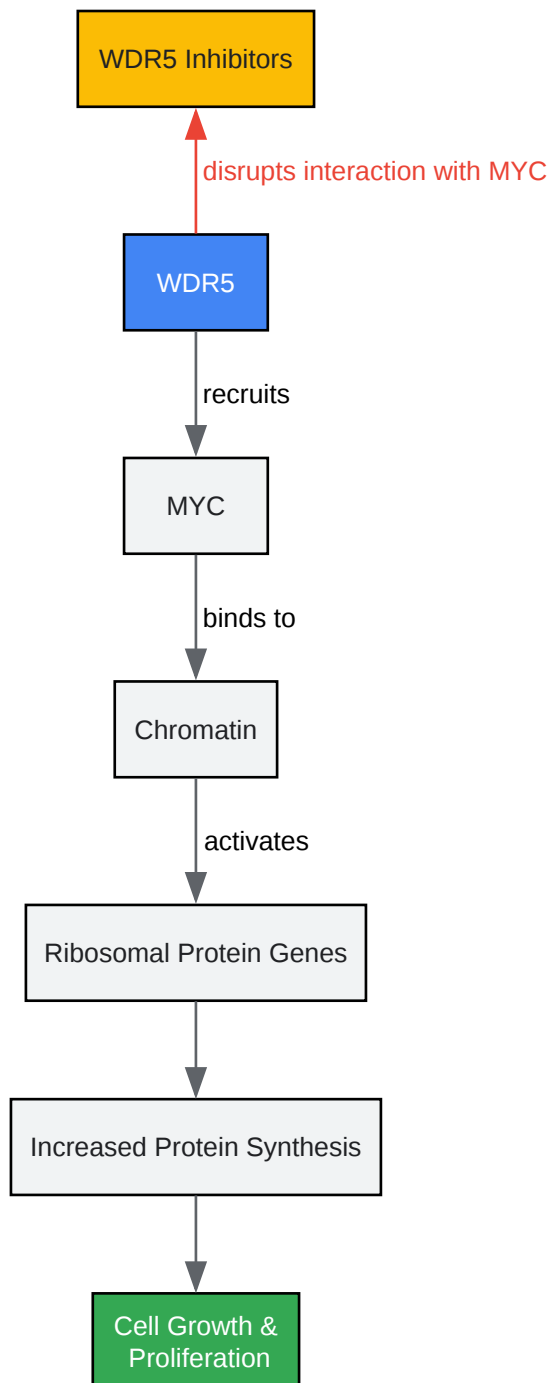 WDR5 Inhibitors
disrupts interaction with MYC
WDR5
recruits
MYC
binds to
Chromatin
activates
Ribosomal Protein Genes
Increased Protein Synthesis
Cell Growth &
Proliferation